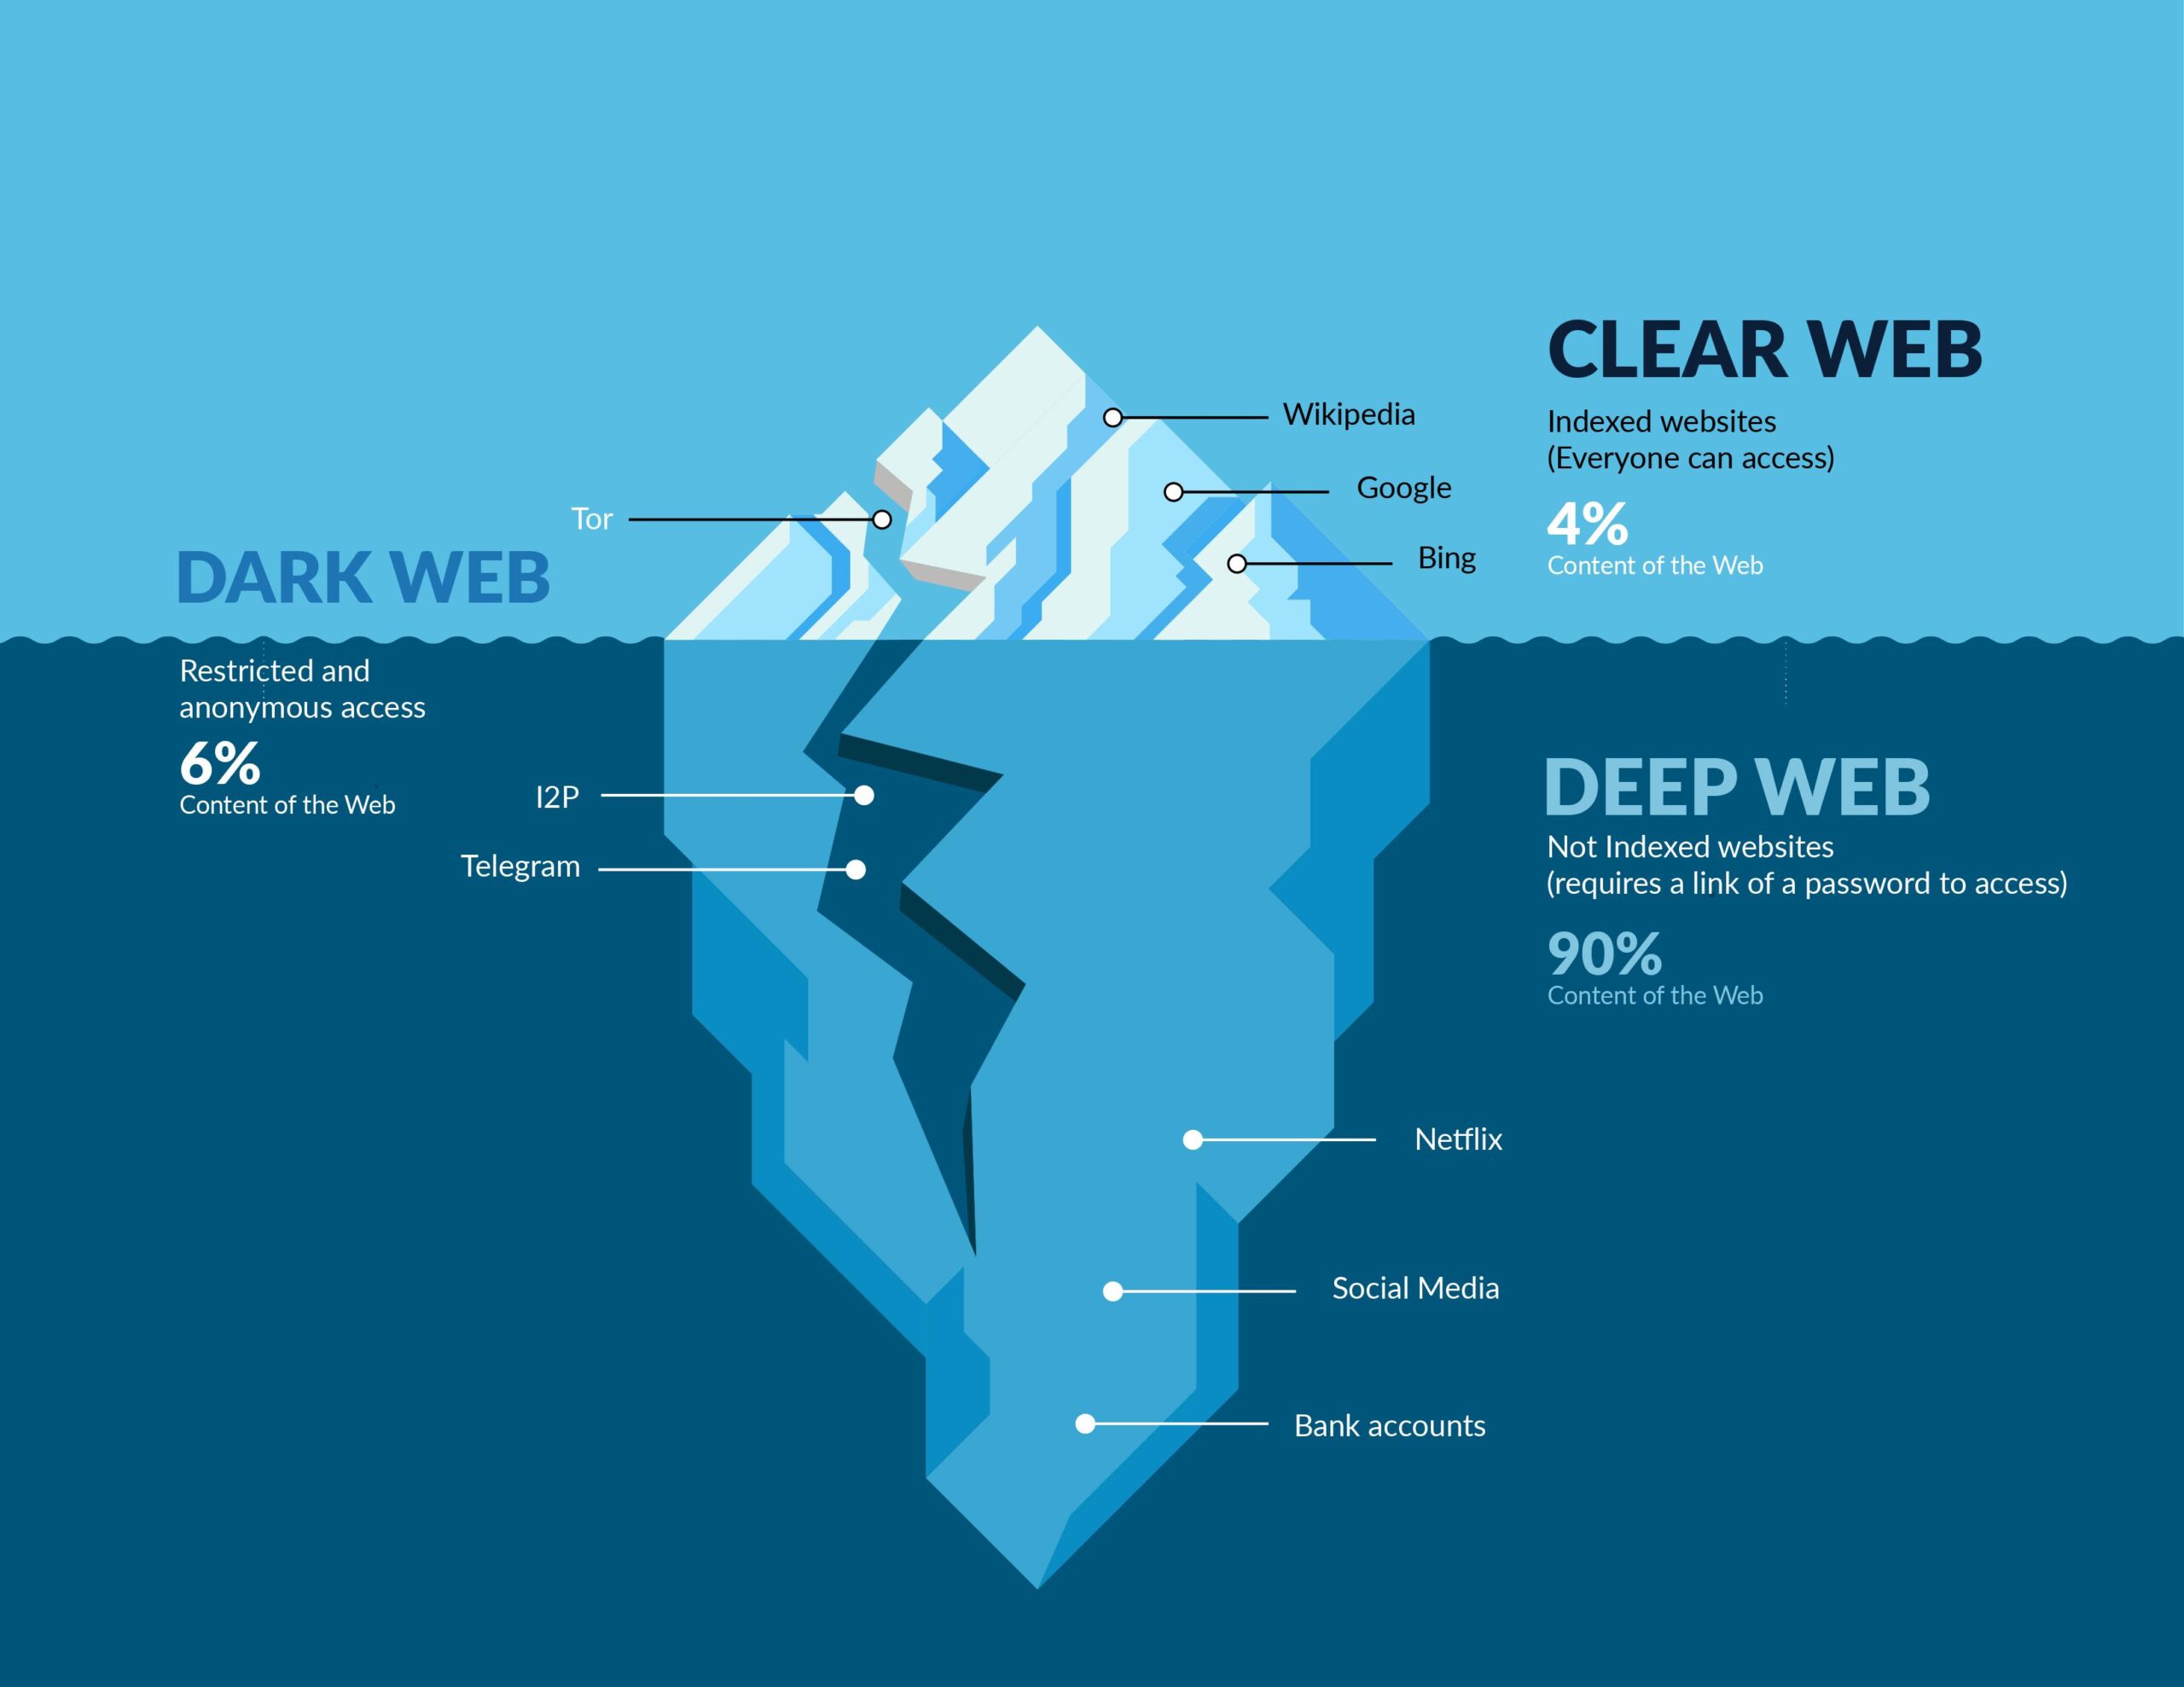 CLEAR WEB
Indexed websites
(Everyone can access)
4%
Content of the Web
Wikipedia
Google
Bing
Tor
DARK WEB
Restricted and
anonymous access
6%
Content of the Web
I2P
Telegram
DEEP WEB
Not Indexed websites
(requires a link of a password to access)
90%
Content of the Web
Netflix
Social Media
Bank accounts